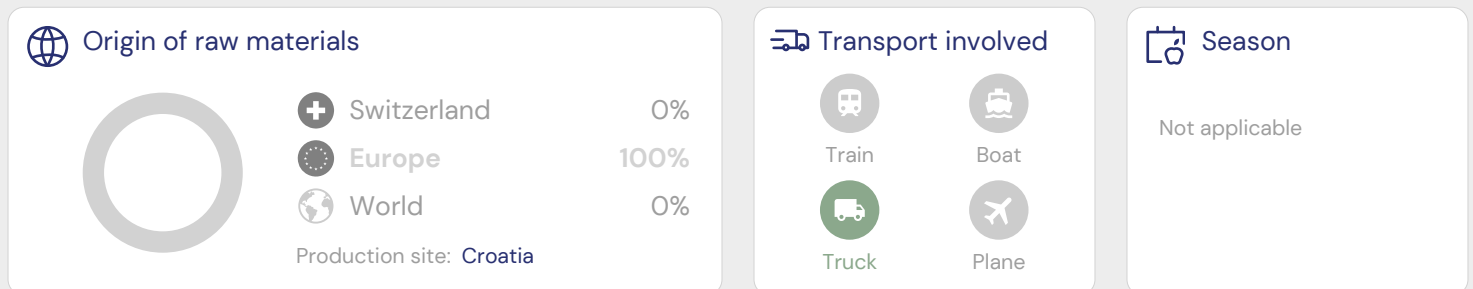 Origin of raw materials
Switzerland 0%
Europe 100%
World 0%
Production site: Croatia
Transport involved
Train Boat
Truck Plane
Season
Not applicable